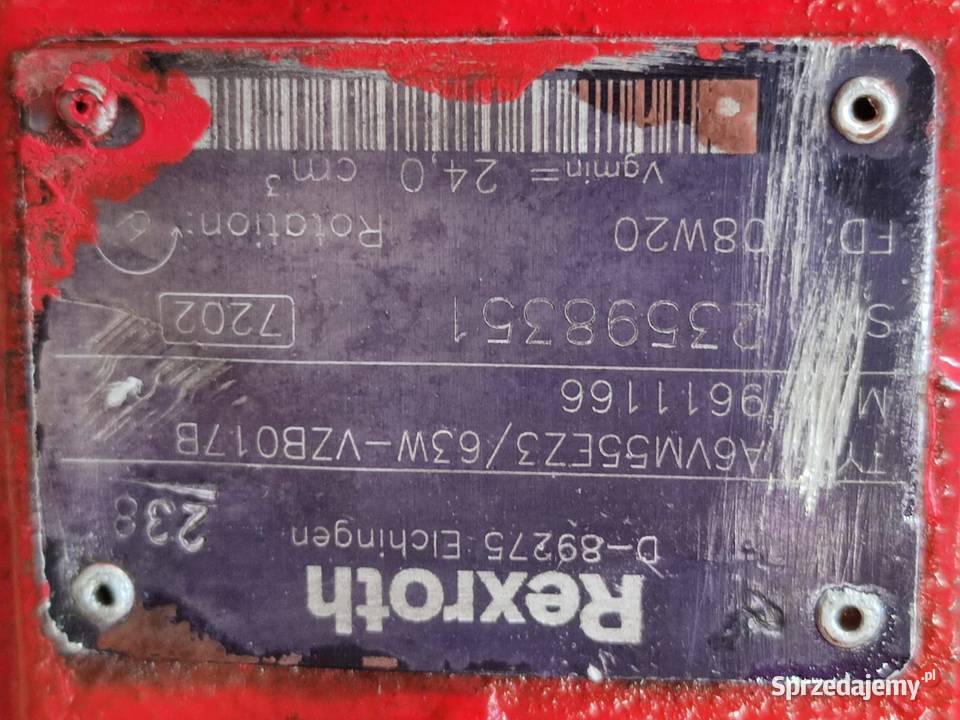 Rexroth
D-89275 Elchingen
238
TY A6VM55EZ3/63W-VZB017B
M 9611166
S 23598351 7202
FD: 08W20 Rotation:
Vgmin= 24,0 cm³
Sprzedajemy.pl